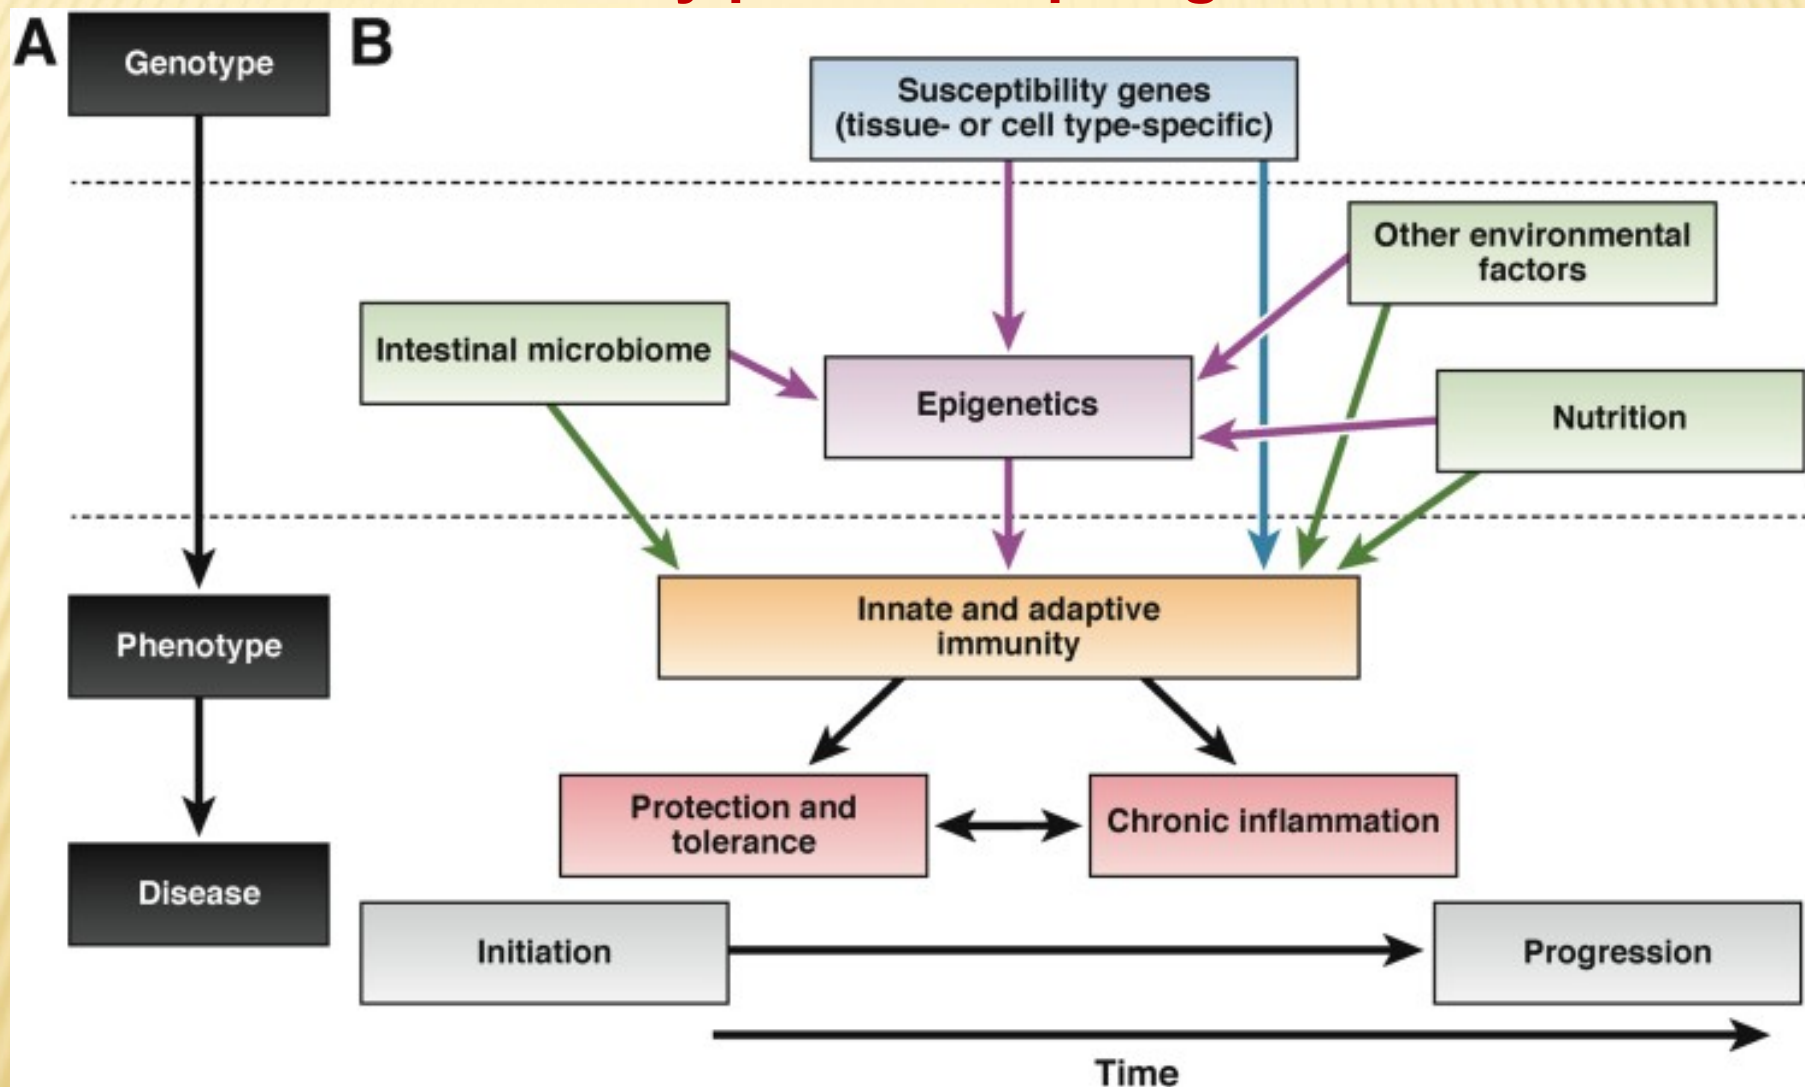 A
Genotype
Phenotype
Disease
B
Susceptibility genes
(tissue- or cell type-specific)
Other environmental
factors
Intestinal microbiome
Epigenetics
Nutrition
Innate and adaptive
immunity
Protection and
tolerance
Chronic inflammation
Initiation
Progression
Time